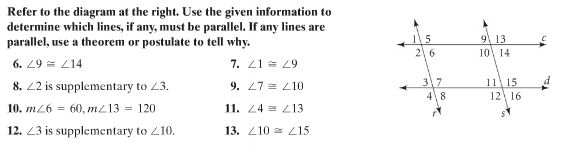 Refer to the diagram at the right. Use the given information to
determine which lines, if any, must be parallel. If any lines are
parallel, use a theorem or postulate to tell why.
6. ∠9 ≅ ∠14 7. ∠1 ≅ ∠9
8. ∠2 is supplementary to ∠3. 9. ∠7 ≅ ∠10
10. m∠6 = 60, m∠13 = 120 11. ∠4 ≅ ∠13
12. ∠3 is supplementary to ∠10. 13. ∠10 ≅ ∠15
1 5 9 13 c
2 6 10 14
3 7 11 15 d
4 8 12 16
r s